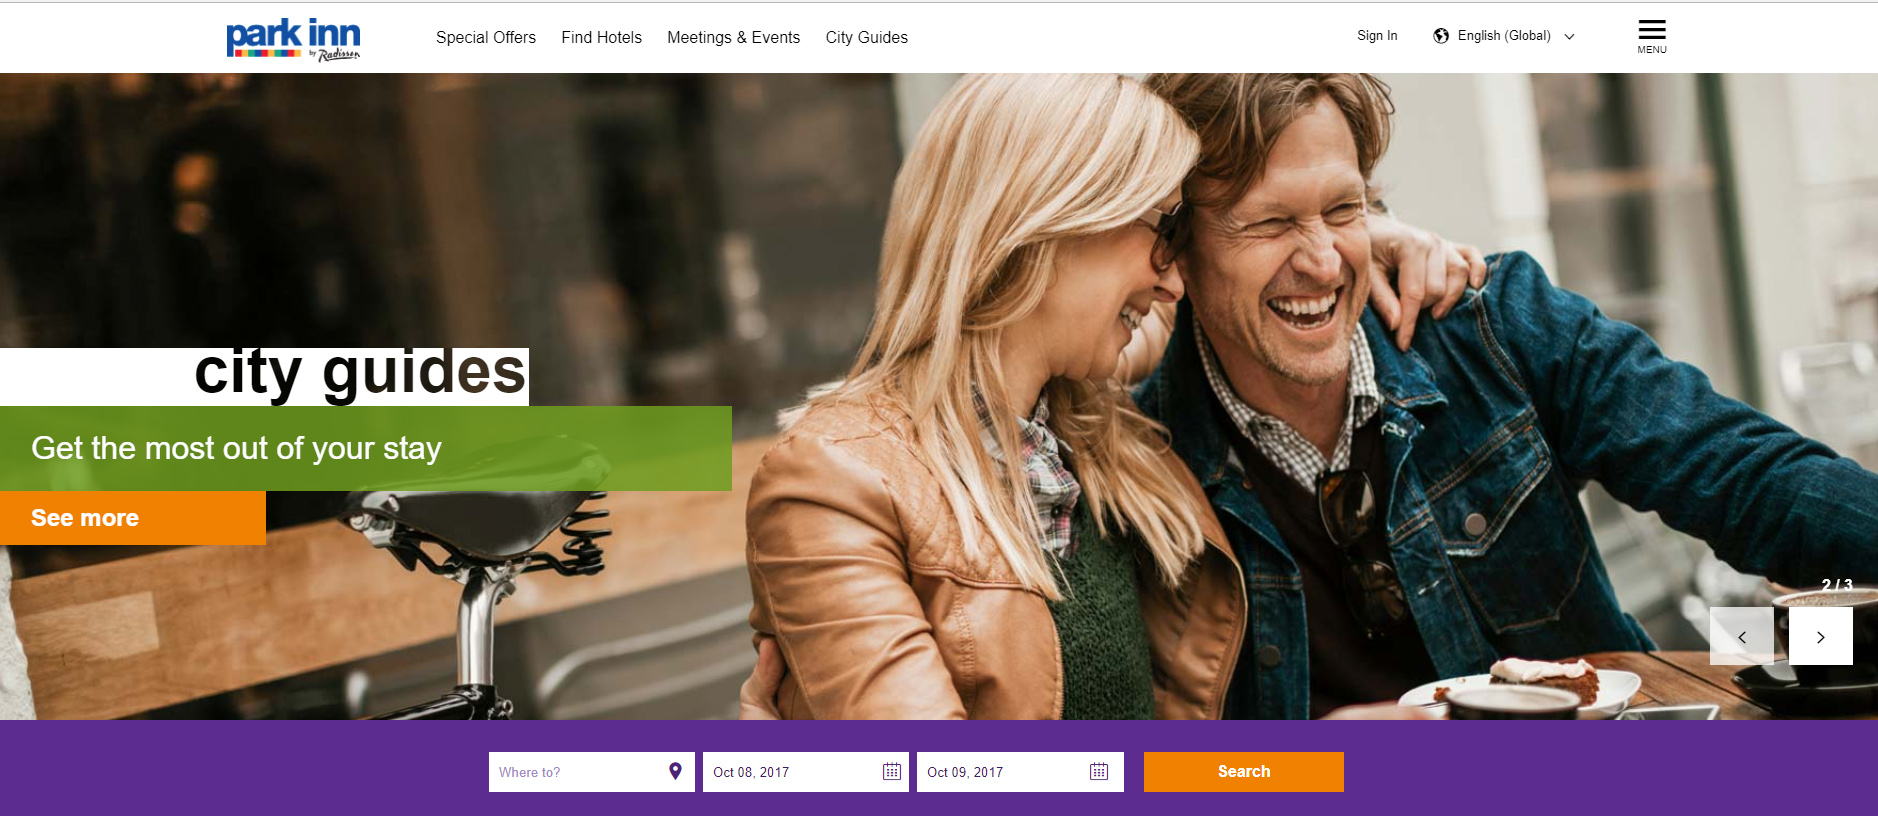 park inn
by Radisson
Special Offers
Find Hotels
Meetings & Events
City Guides
Sign In
English (Global)
MENU
city guides
Get the most out of your stay
See more
2 / 3
Where to?
Oct 08, 2017
Oct 09, 2017
Search